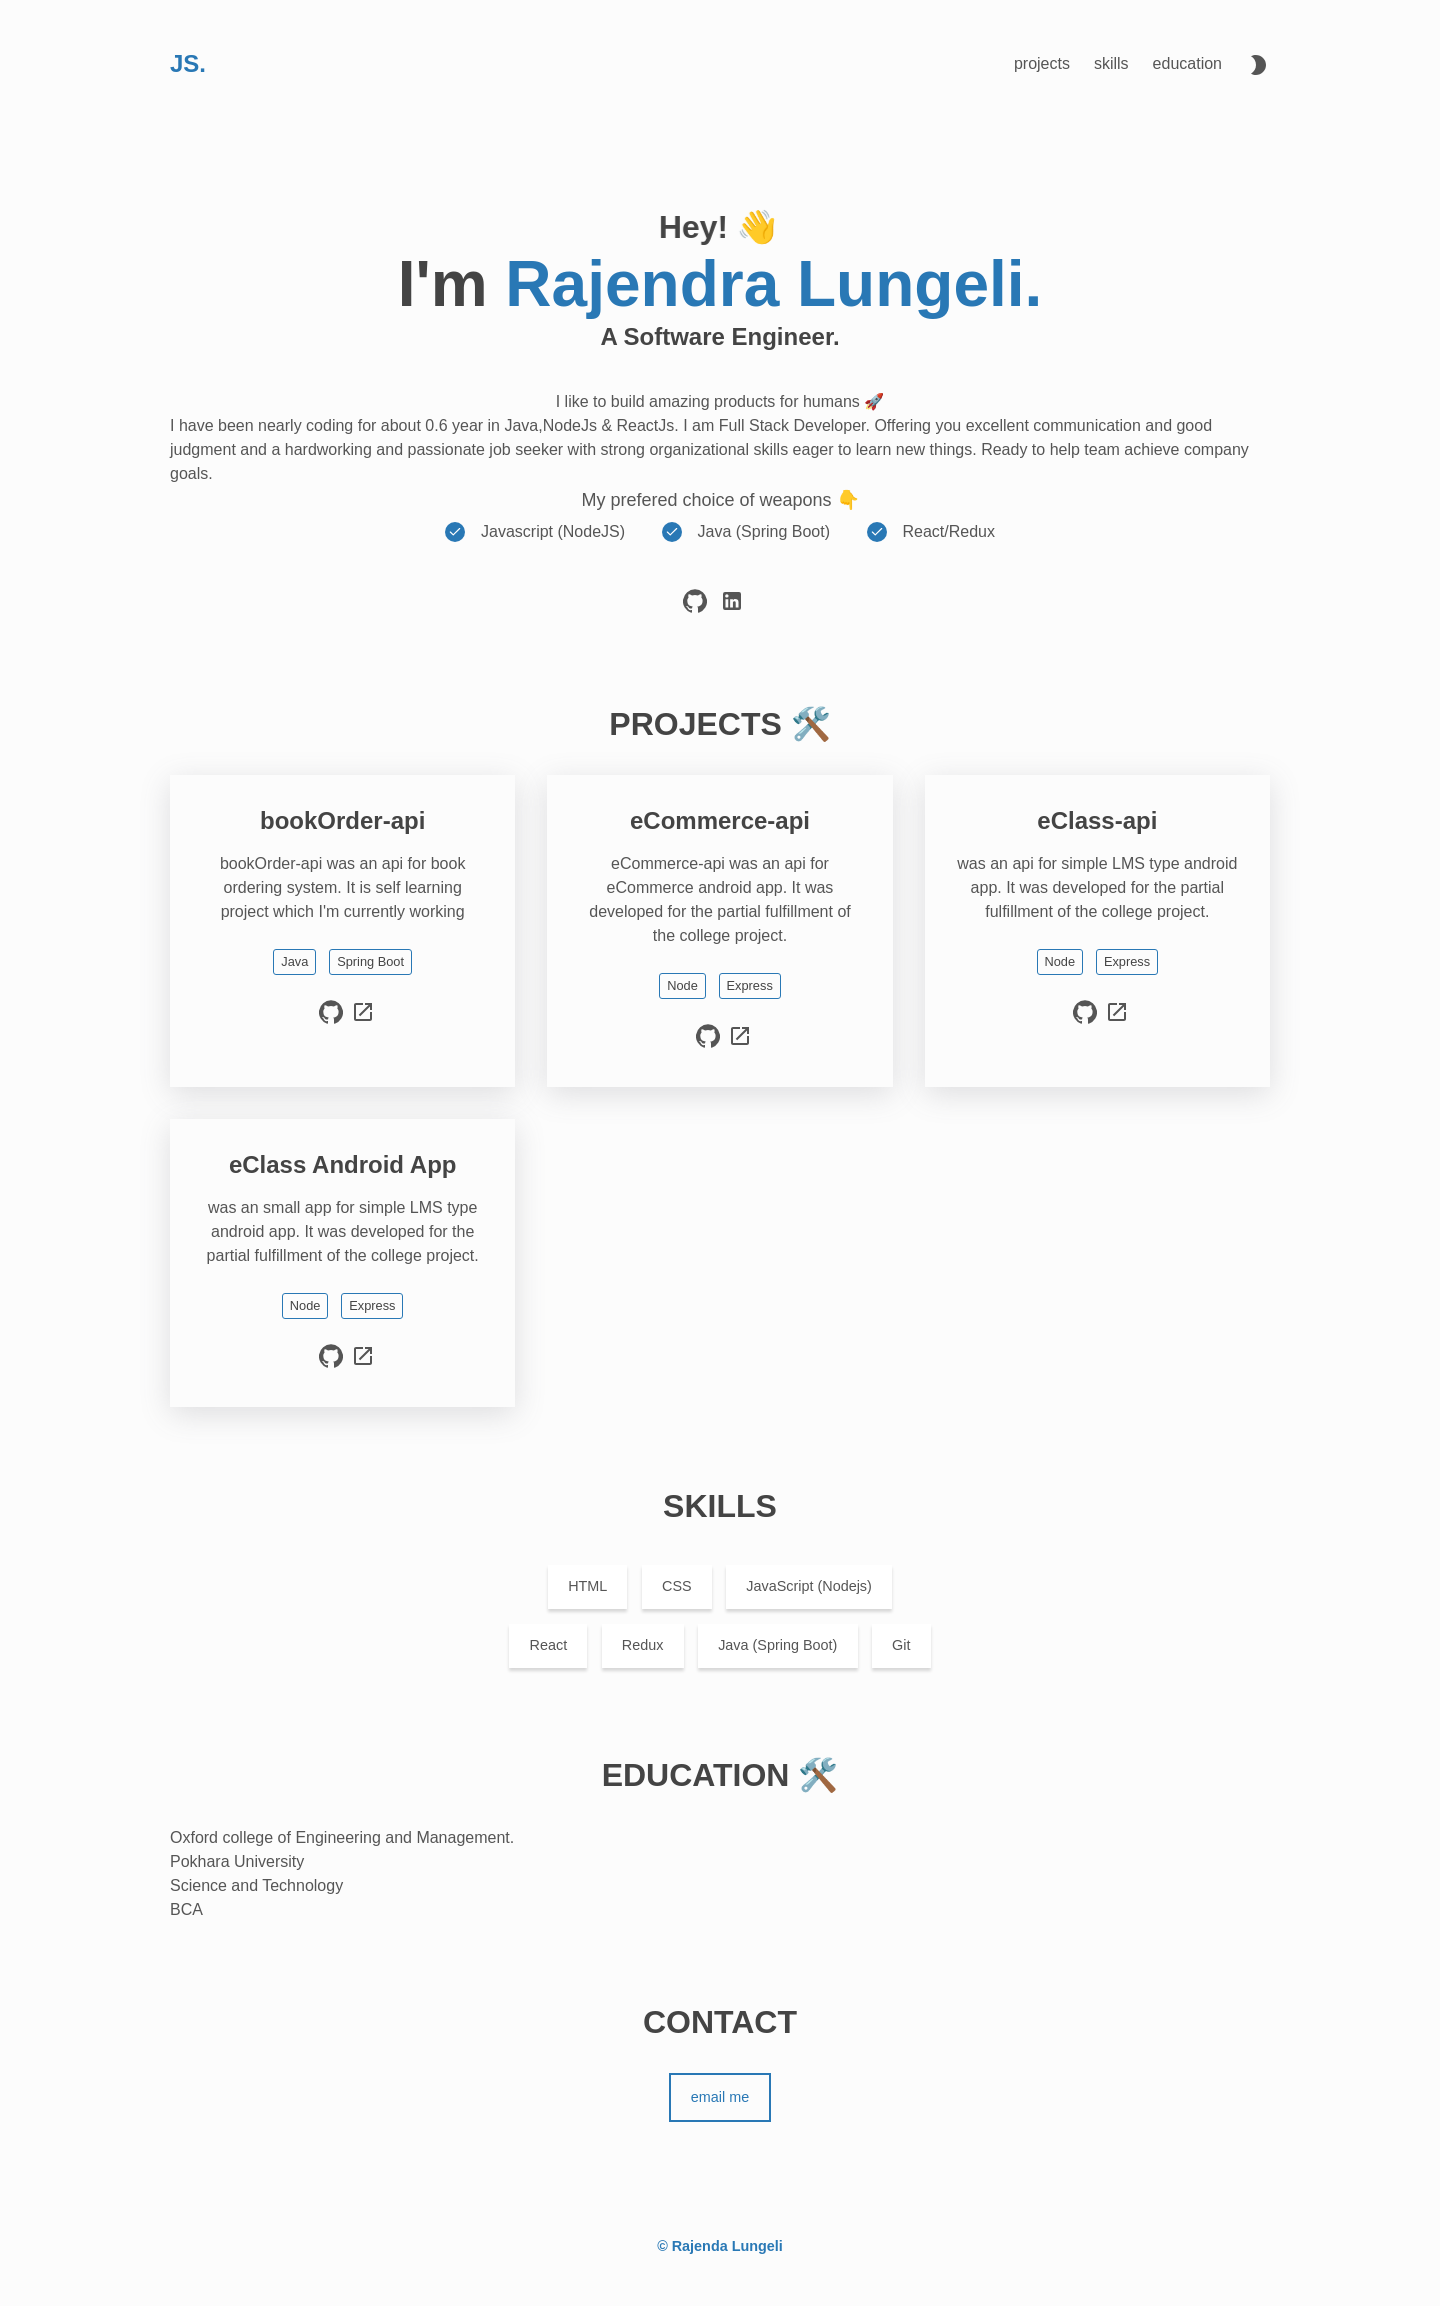 JS.
projects skills education
Hey! 👋
I'm Rajendra Lungeli.
A Software Engineer.
I like to build amazing products for humans 🚀
I have been nearly coding for about 0.6 year in Java,NodeJs & ReactJs. I am Full Stack Developer. Offering you excellent communication and good
judgment and a hardworking and passionate job seeker with strong organizational skills eager to learn new things. Ready to help team achieve company
goals.
My prefered choice of weapons 👇
Javascript (NodeJS) Java (Spring Boot) React/Redux
PROJECTS 🛠️
bookOrder-api
bookOrder-api was an api for book
ordering system. It is self learning
project which I'm currently working
Java Spring Boot
eCommerce-api
eCommerce-api was an api for
eCommerce android app. It was
developed for the partial fulfillment of
the college project.
Node Express
eClass-api
was an api for simple LMS type android
app. It was developed for the partial
fulfillment of the college project.
Node Express
eClass Android App
was an small app for simple LMS type
android app. It was developed for the
partial fulfillment of the college project.
Node Express
SKILLS
HTML CSS JavaScript (Nodejs)
React Redux Java (Spring Boot) Git
EDUCATION 🛠️
Oxford college of Engineering and Management.
Pokhara University
Science and Technology
BCA
CONTACT
email me
© Rajenda Lungeli